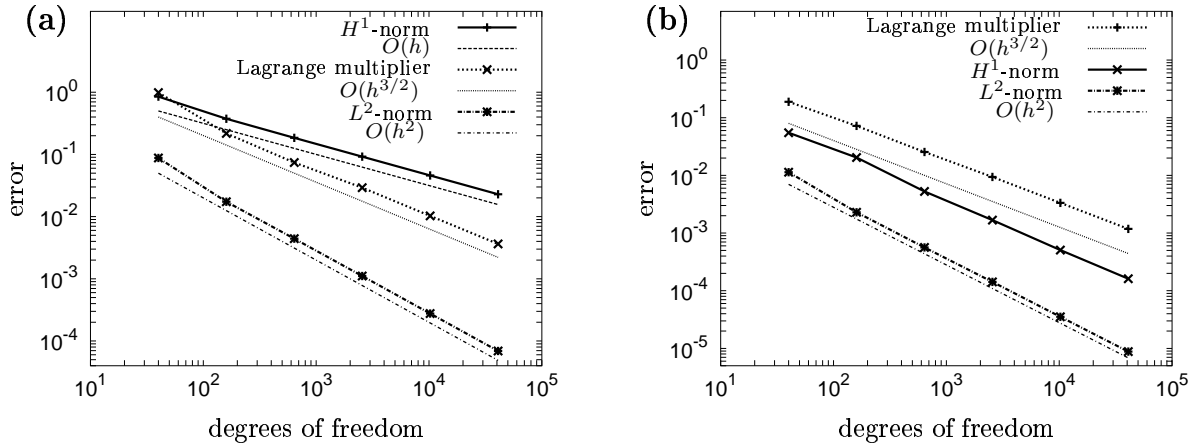 (a)
H¹-norm
O(h)
Lagrange multiplier
O(h^{3/2})
L²-norm
O(h²)
10⁰
10⁻¹
10⁻²
10⁻³
10⁻⁴
error
10¹ 10² 10³ 10⁴ 10⁵
degrees of freedom
(b)
Lagrange multiplier
O(h^{3/2})
H¹-norm
L²-norm
O(h²)
10⁰
10⁻¹
10⁻²
10⁻³
10⁻⁴
10⁻⁵
error
10¹ 10² 10³ 10⁴ 10⁵
degrees of freedom